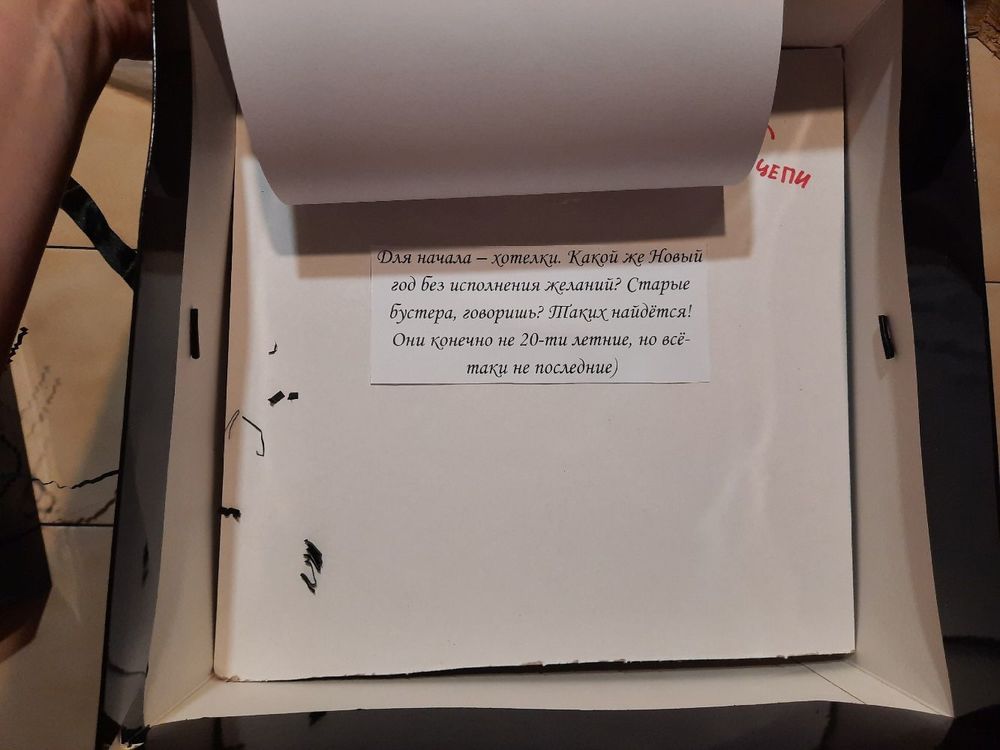 ЦЕПИ
Для начала – хотелки. Какой же Новый
год без исполнения желаний? Старые
бустера, говоришь? Таких найдётся!
Они конечно не 20-ти летние, но всё-
таки не последние)